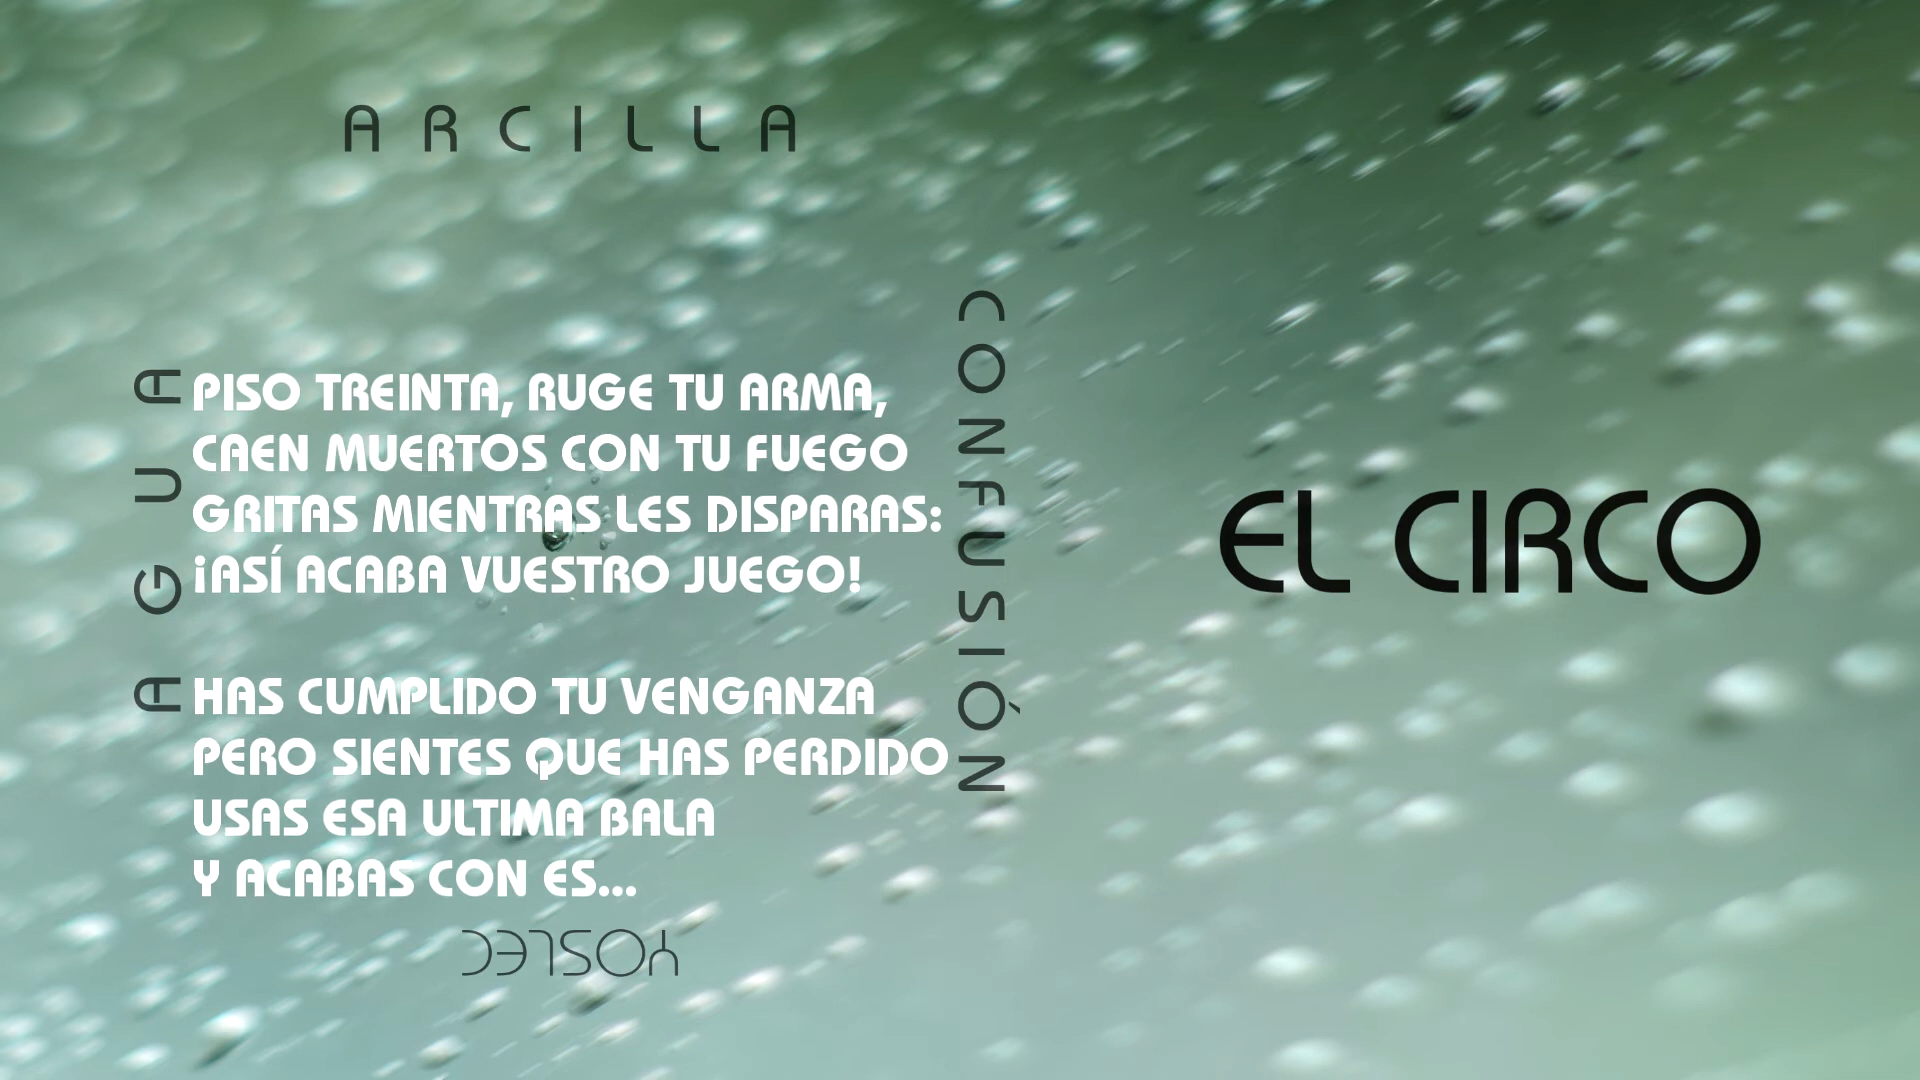 ARCILLA
AGUA
PISO TREINTA, RUGE TU ARMA,
CAEN MUERTOS CON TU FUEGO
GRITAS MIENTRAS LES DISPARAS:
¡ASÍ ACABA VUESTRO JUEGO!
HAS CUMPLIDO TU VENGANZA
PERO SIENTES QUE HAS PERDIDO
USAS ESA ULTIMA BALA
Y ACABAS CON ES...
CONFUSIÓN
YOSLEC
EL CIRCO